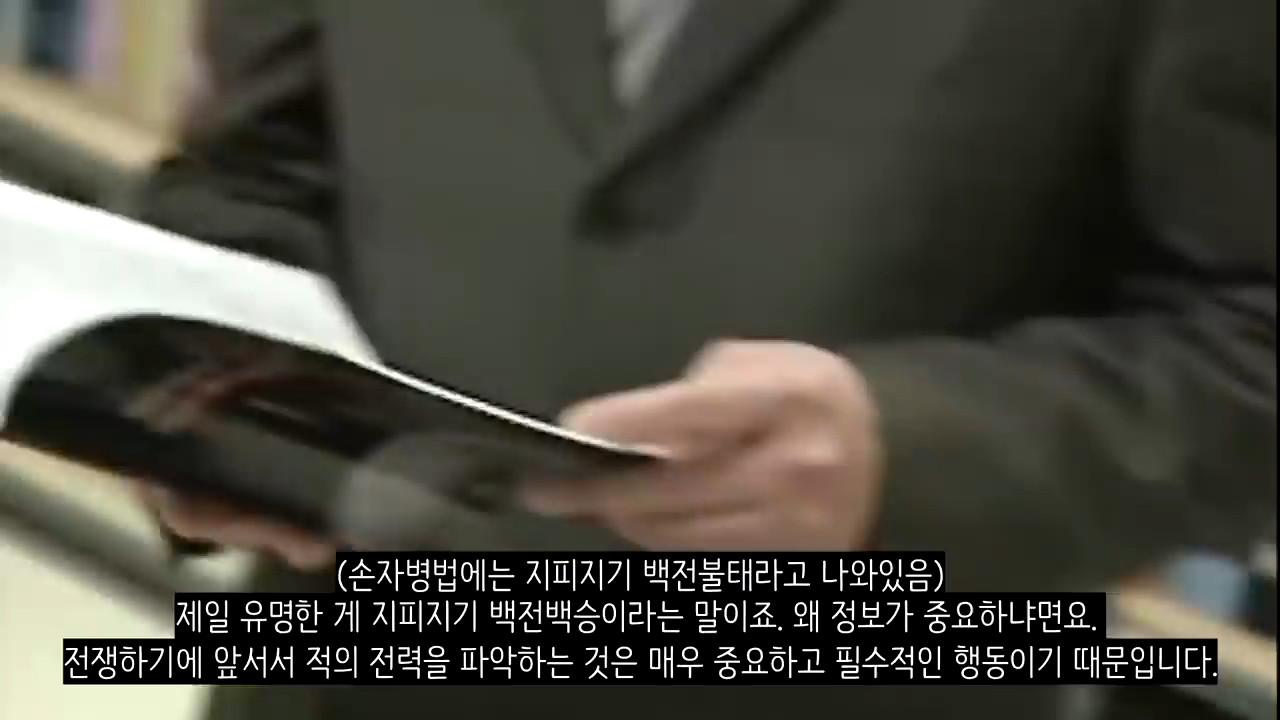 (손자병법에는 지피지기 백전불태라고 나와있음)
제일 유명한 게 지피지기 백전백승이라는 말이죠. 왜 정보가 중요하냐면요.
전쟁하기에 앞서서 적의 전력을 파악하는 것은 매우 중요하고 필수적인 행동이기 때문입니다.